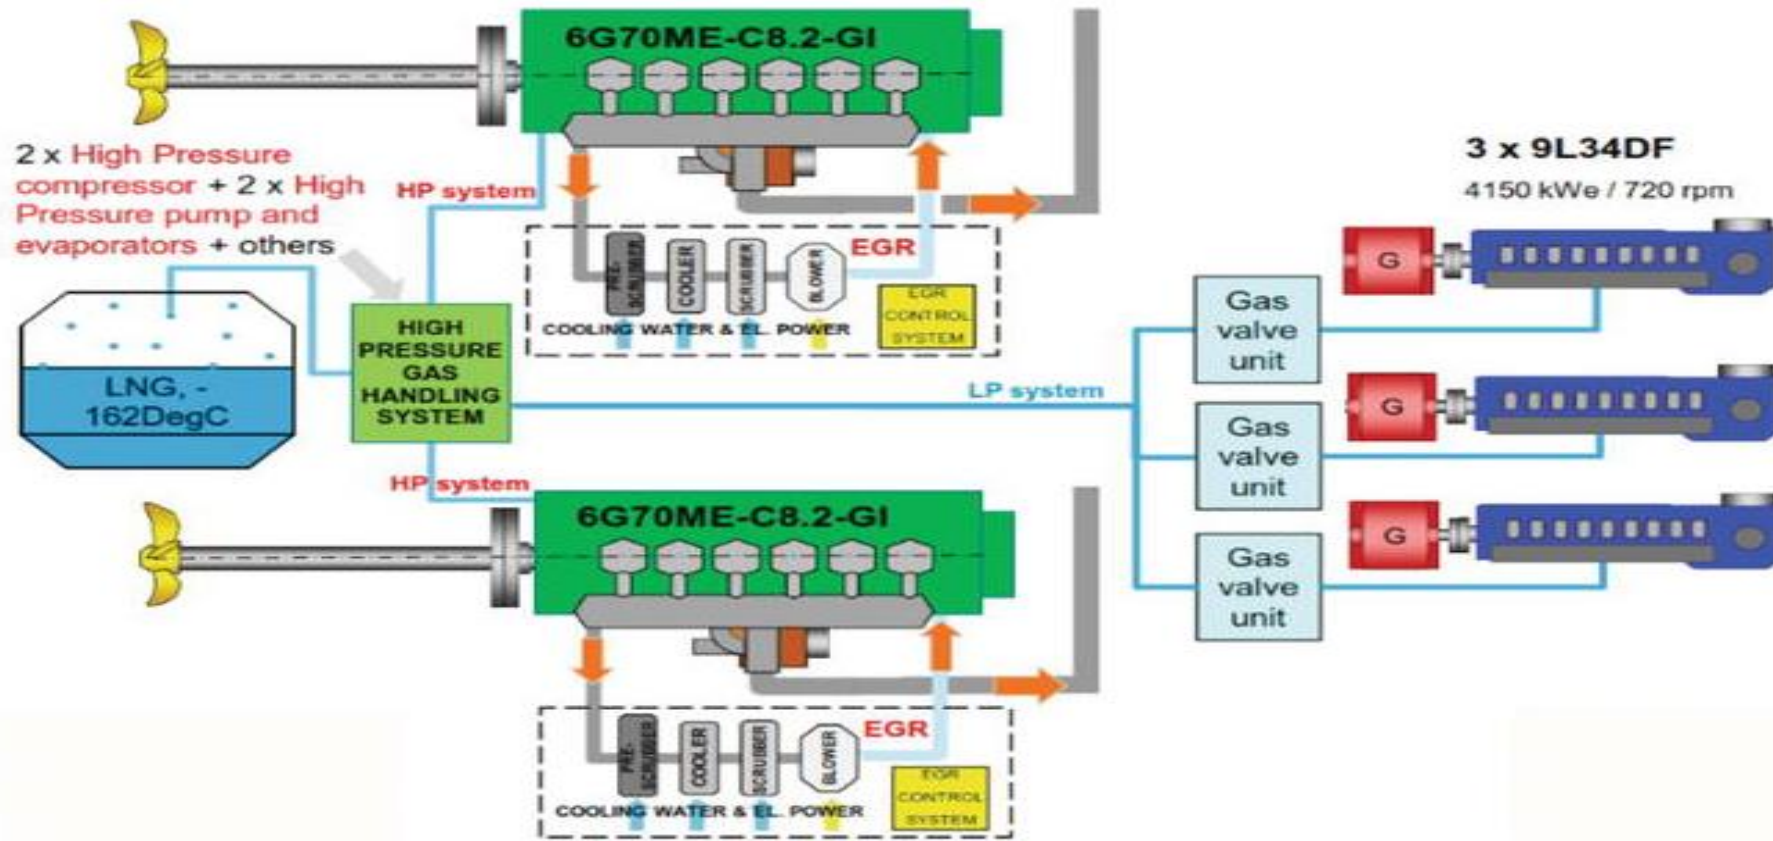 6G70ME-C8.2-GI
2 x High Pressure
compressor + 2 x High
Pressure pump and
evaporators + others
HP system
PRE-
SCRUBBER
COOLER
SCRUBBER
BLOWER
EGR
COOLING WATER & EL. POWER
EGR
CONTROL
SYSTEM
LNG, -
162DegC
HIGH
PRESSURE
GAS
HANDLING
SYSTEM
LP system
3 x 9L34DF
4150 kWe / 720 rpm
G
Gas
valve
unit
G
Gas
valve
unit
G
Gas
valve
unit
HP system
6G70ME-C8.2-GI
PRE-
SCRUBBER
COOLER
SCRUBBER
BLOWER
EGR
COOLING WATER & EL. POWER
EGR
CONTROL
SYSTEM